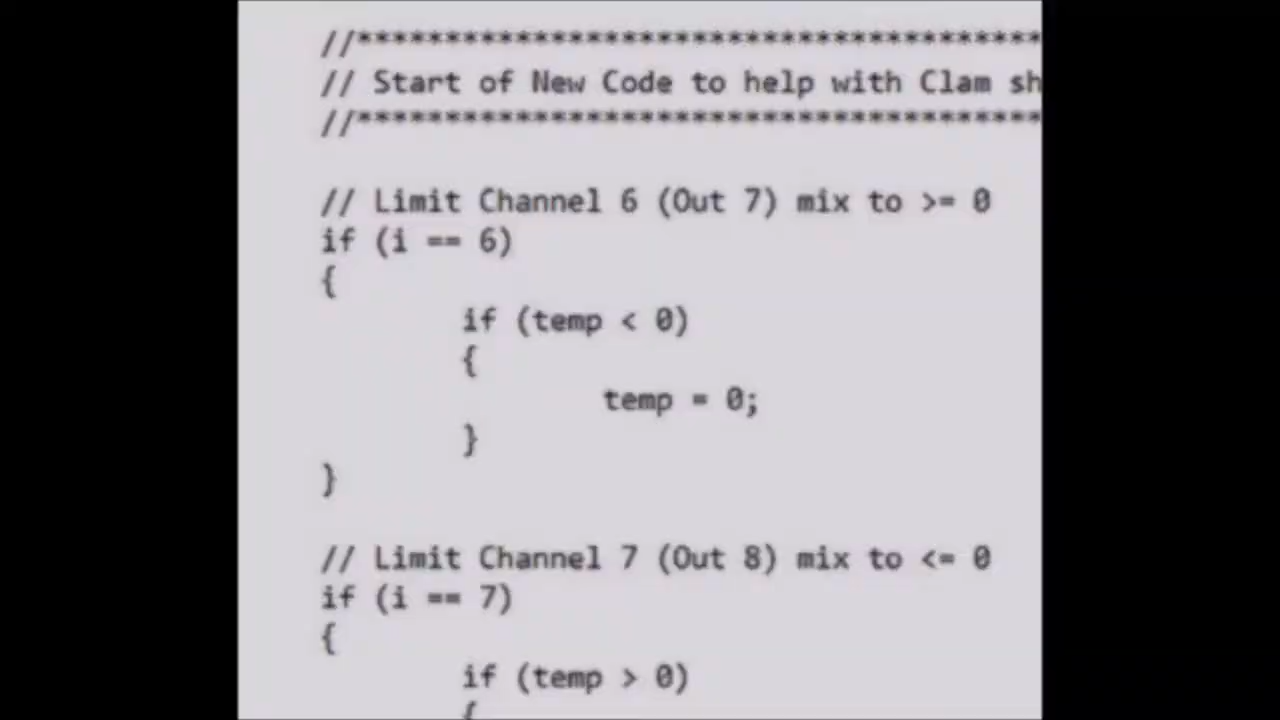 //***************************************
// Start of New Code to help with Clam sh
//***************************************
// Limit Channel 6 (Out 7) mix to >= 0
if (i == 6)
{
if (temp < 0)
{
temp = 0;
}
}
// Limit Channel 7 (Out 8) mix to <= 0
if (i == 7)
{
if (temp > 0)
{